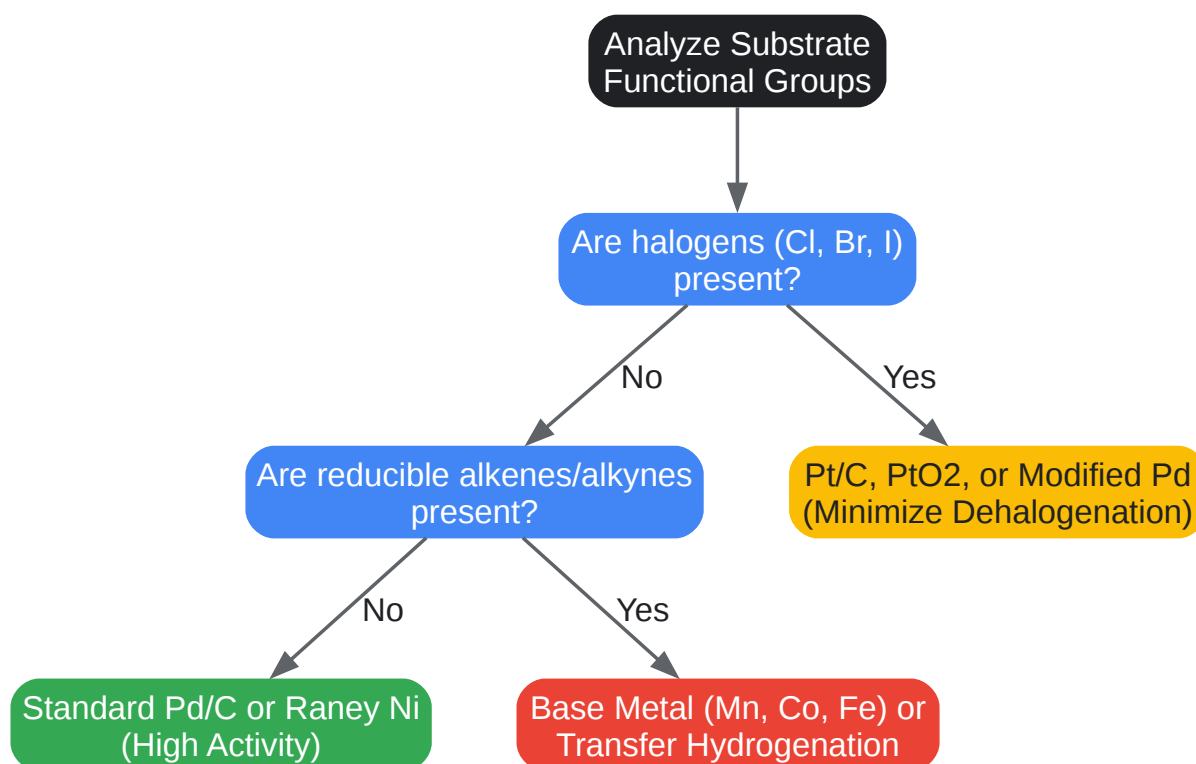 Analyze Substrate
Functional Groups
Are halogens (Cl, Br, I)
present?
No
Yes
Are reducible alkenes/alkynes
present?
Pt/C, PtO2, or Modified Pd
(Minimize Dehalogenation)
No
Yes
Standard Pd/C or Raney Ni
(High Activity)
Base Metal (Mn, Co, Fe) or
Transfer Hydrogenation